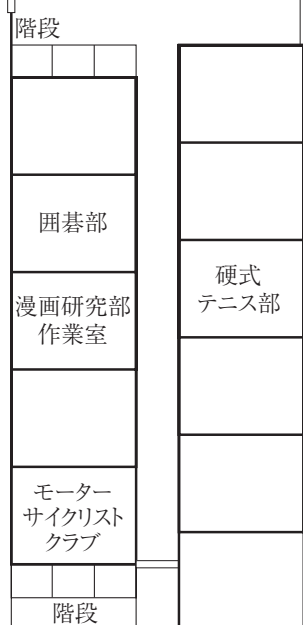 階段
囲碁部
漫画研究部
作業室
硬式
テニス部
モーター
サイクリスト
クラブ
階段